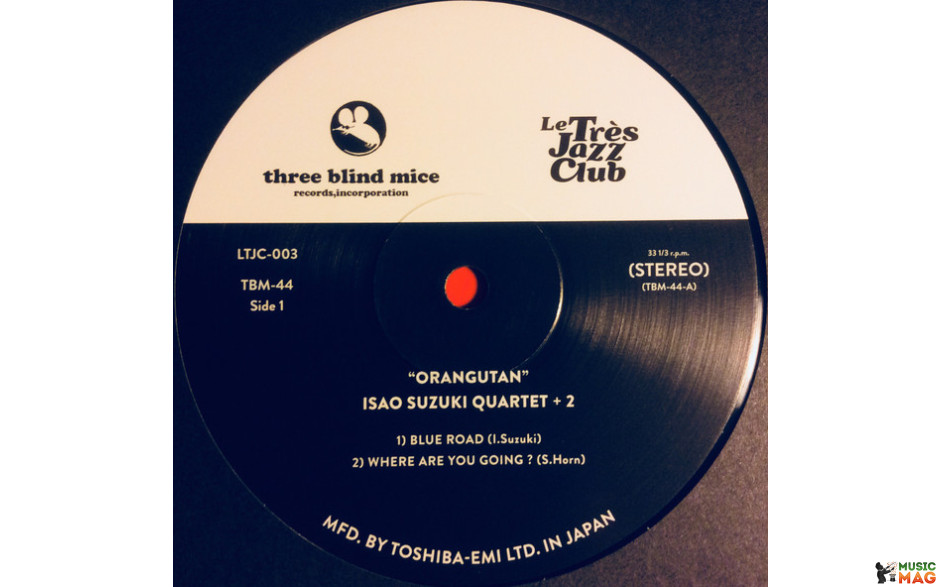 three blind mice
records,incorporation
Le Très
Jazz
Club
LTJC-003
TBM-44
Side 1
33 1/3 r.p.m.
(STEREO)
(TBM-44-A)
“ORANGUTAN”
ISAO SUZUKI QUARTET + 2
1) BLUE ROAD (I.Suzuki)
2) WHERE ARE YOU GOING ? (S.Horn)
MFD. BY TOSHIBA-EMI LTD. IN JAPAN
MUSIC
MAG